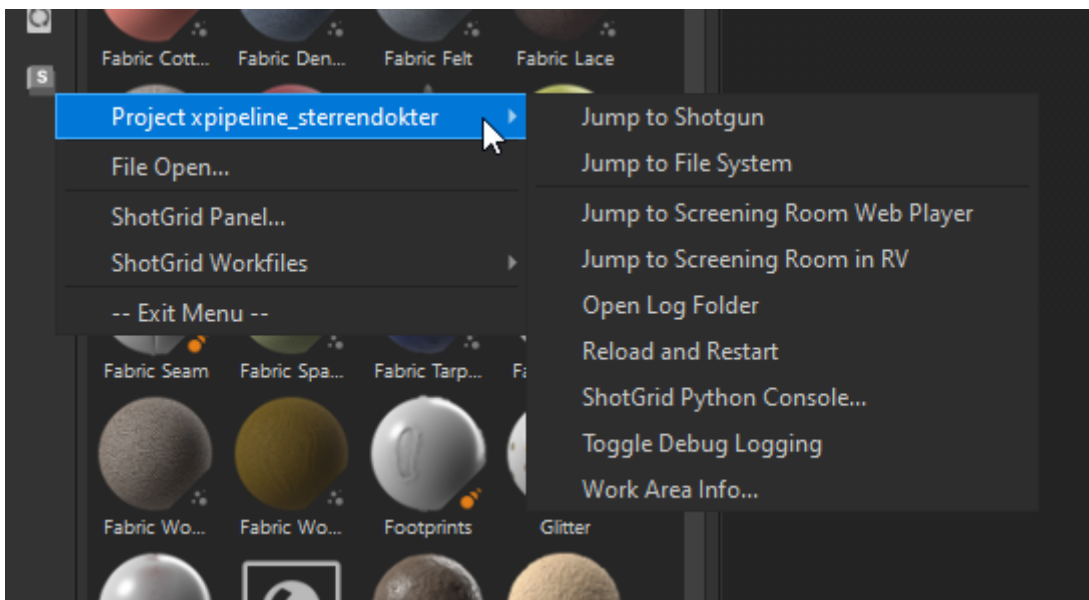 Fabric Cott... Fabric Den... Fabric Felt Fabric Lace
S
Project xpipeline_sterrendokter
File Open...
ShotGrid Panel...
ShotGrid Workfiles
-- Exit Menu --
Jump to Shotgun
Jump to File System
Jump to Screening Room Web Player
Jump to Screening Room in RV
Open Log Folder
Reload and Restart
ShotGrid Python Console...
Toggle Debug Logging
Work Area Info...
Fabric Seam Fabric Spa... Fabric Tarp...
Fabric Wo... Fabric Wo... Footprints Glitter